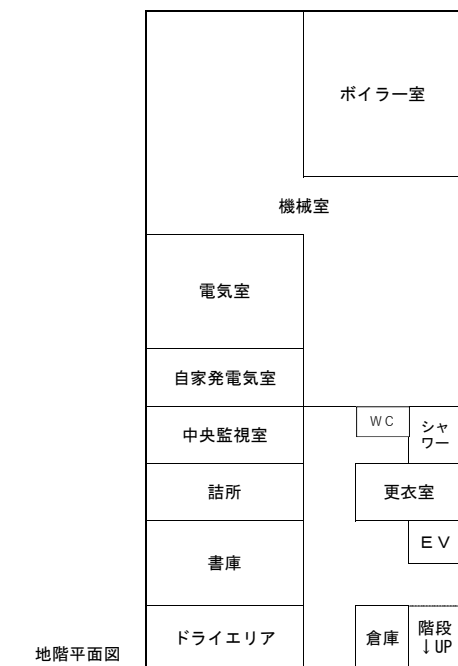 ボイラー室
機械室
電気室
自家発電気室
中央監視室
WC
シャ
ワー
詰所
更衣室
EV
書庫
ドライエリア
倉庫
階段
↓UP
地階平面図